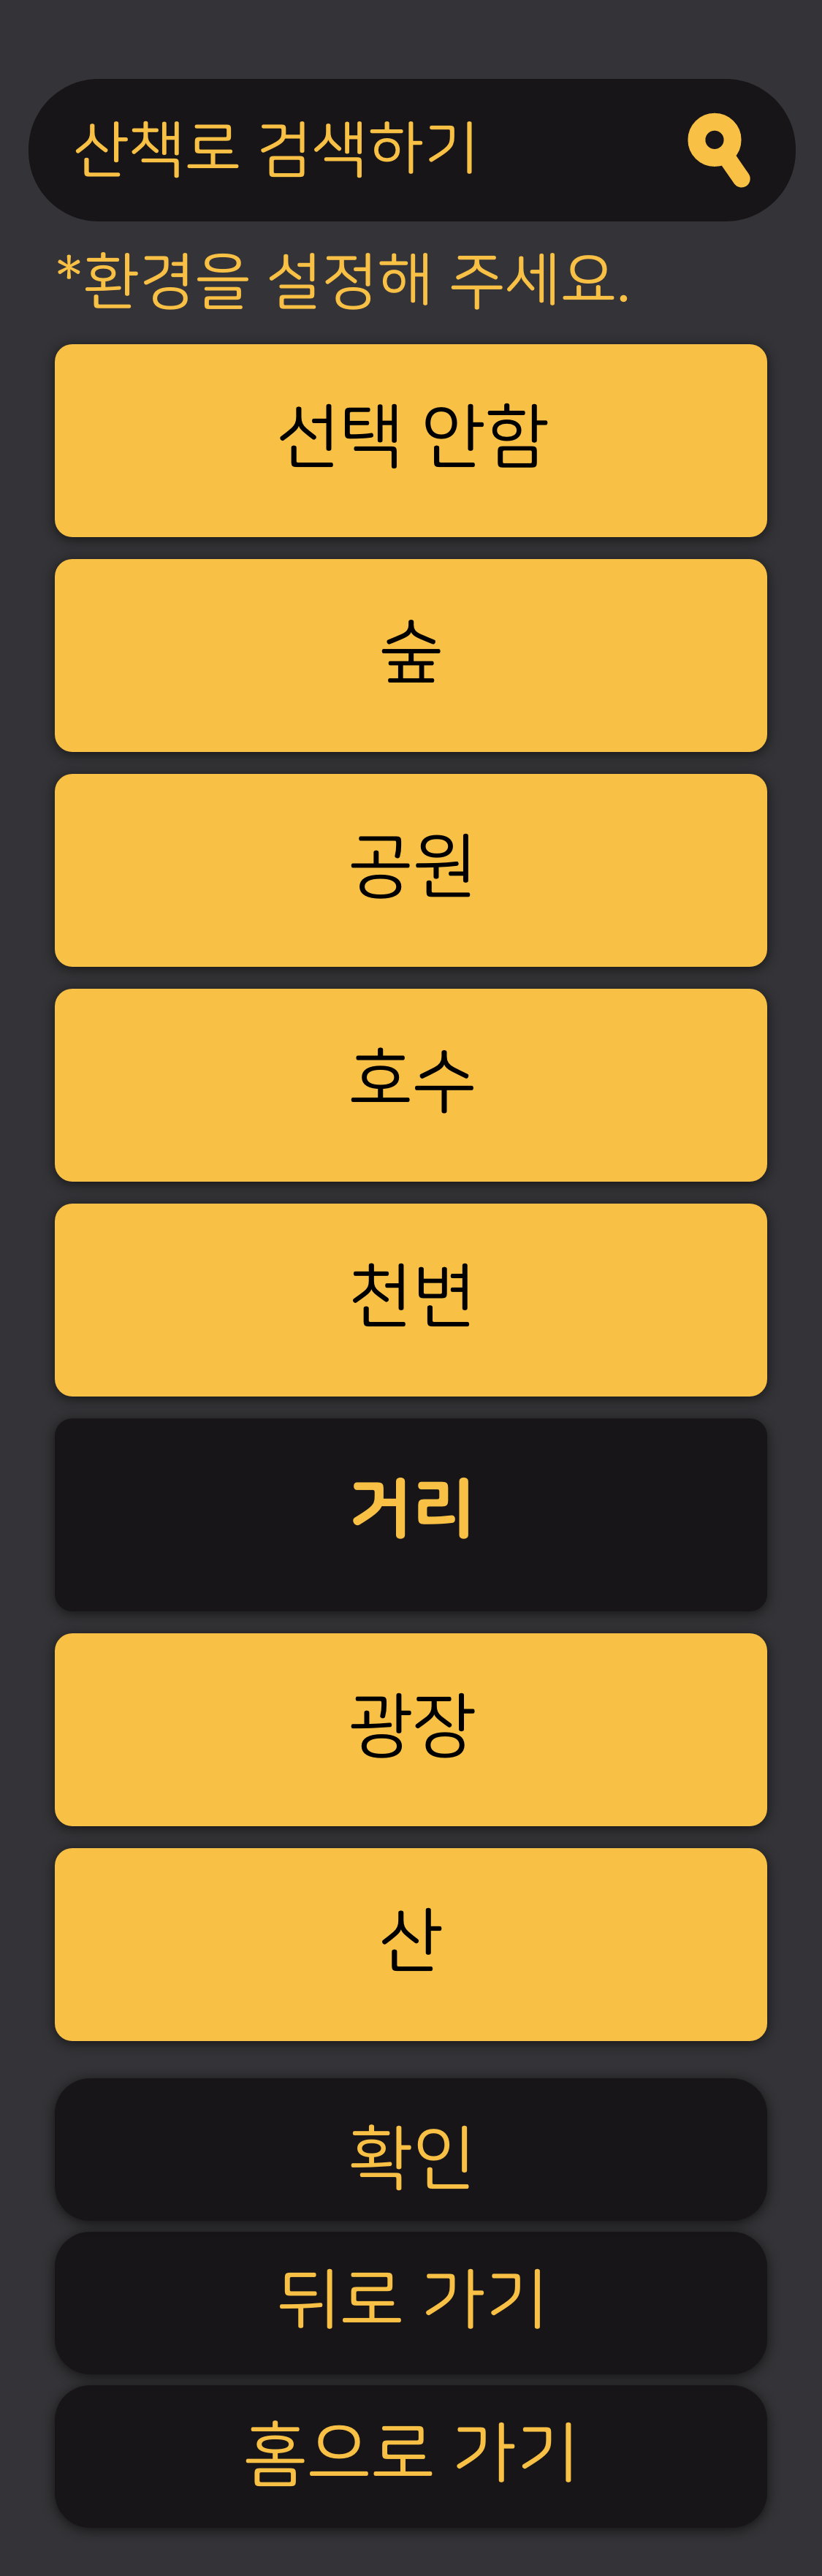 산책로 검색하기
*환경을 설정해 주세요.
선택 안함
숲
공원
호수
천변
거리
광장
산
확인
뒤로 가기
홈으로 가기